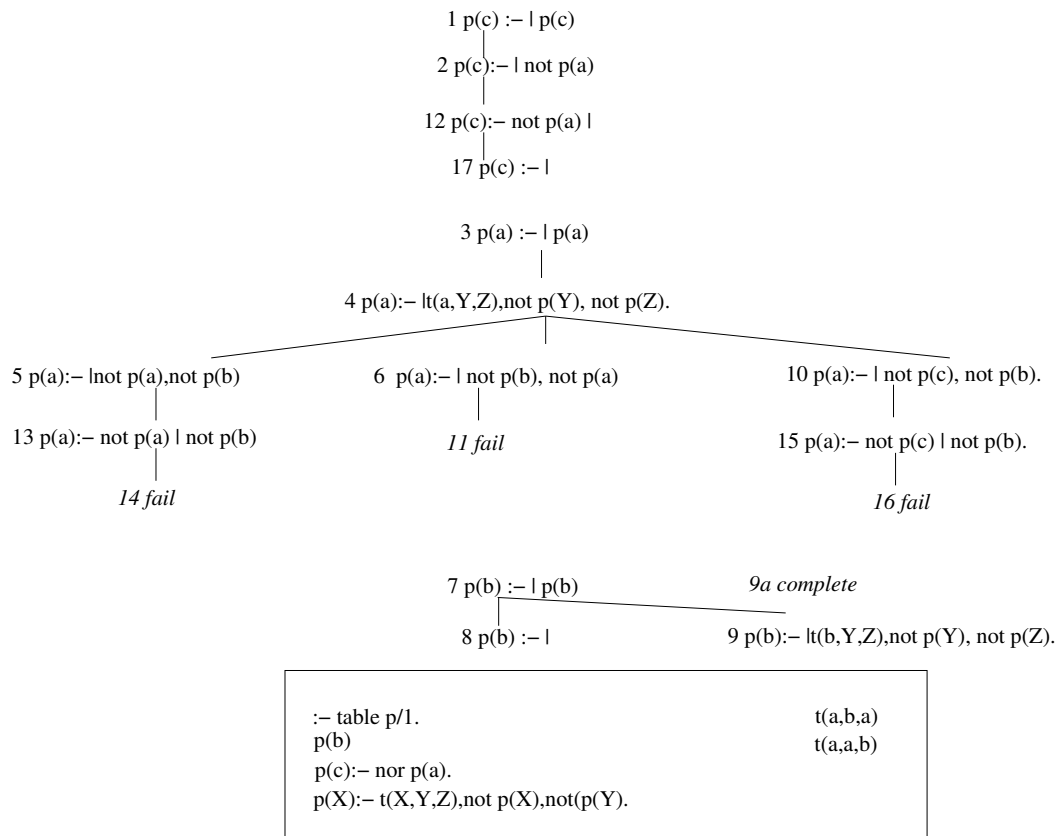 1 p(c) :– | p(c)
2 p(c):– | not p(a)
12 p(c):– not p(a) |
17 p(c) :– |
3 p(a) :– | p(a)
4 p(a):– |t(a,Y,Z),not p(Y), not p(Z).
5 p(a):– |not p(a),not p(b)
6 p(a):– | not p(b), not p(a)
10 p(a):– | not p(c), not p(b).
13 p(a):– not p(a) | not p(b)
11 fail
15 p(a):– not p(c) | not p(b).
14 fail
16 fail
7 p(b) :– | p(b)
9a complete
8 p(b) :– |
9 p(b):– |t(b,Y,Z),not p(Y), not p(Z).
:– table p/1.
t(a,b,a)
p(b)
t(a,a,b)
p(c):– nor p(a).
p(X):– t(X,Y,Z),not p(X),not(p(Y).